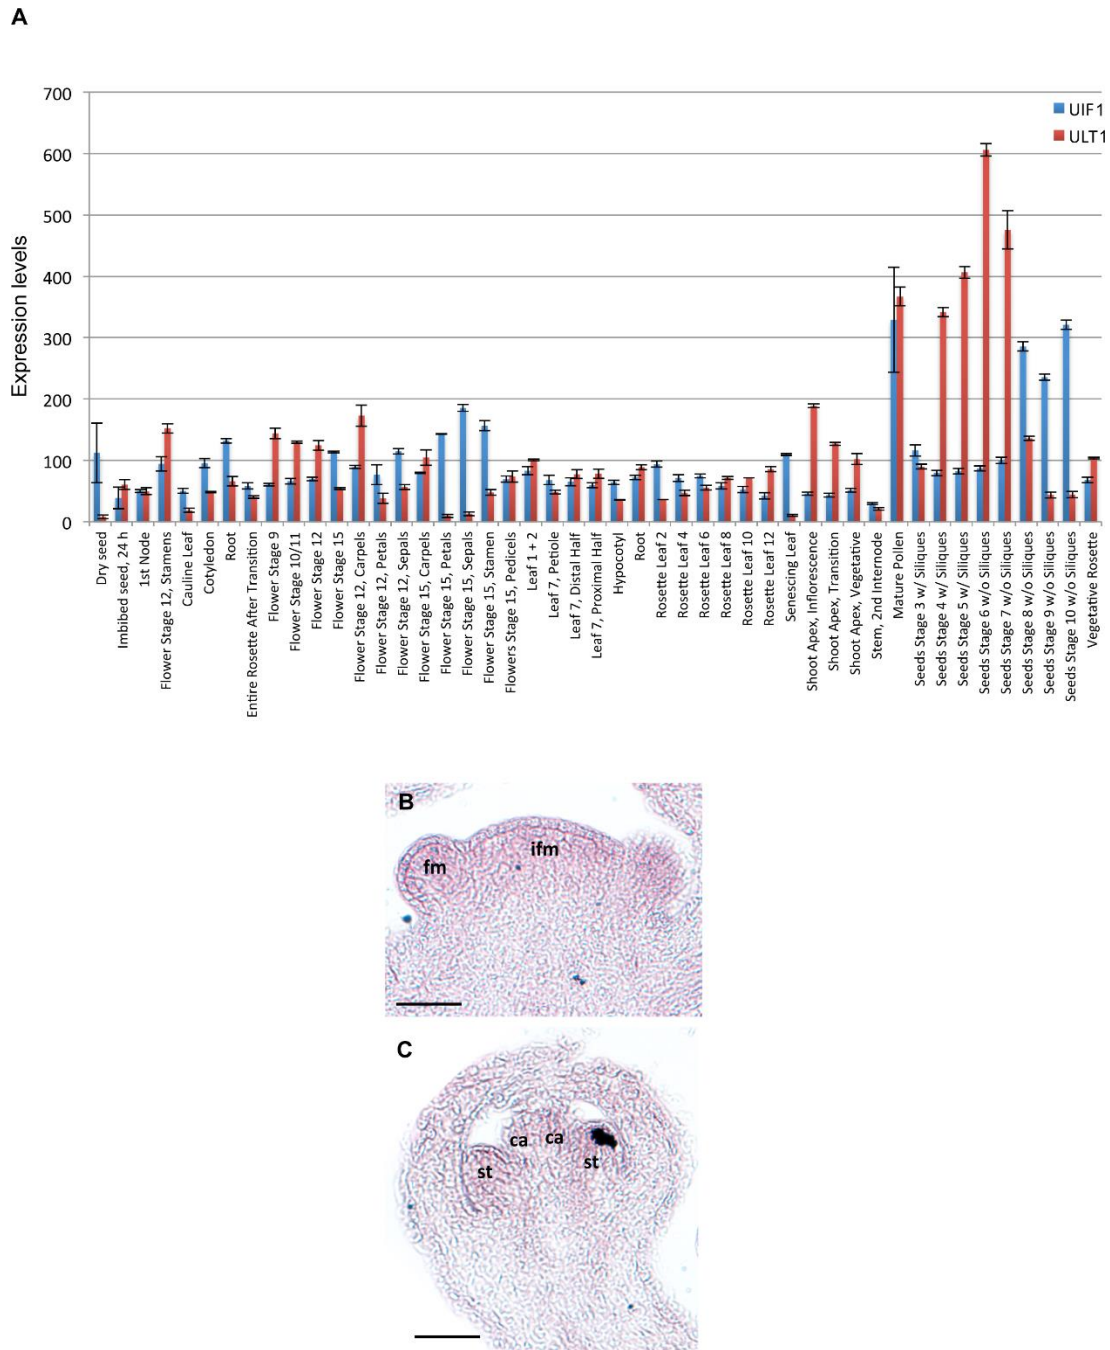 A
700
600
500
400
300
200
100
0
Expression levels
UIF1
ULT1
Dry seed
Imbibed seed, 24 h
1st Node
Flower Stage 12, Stamens
Cauline Leaf
Cotyledon
Root
Entire Rosette After Transition
Flower Stage 9
Flower Stage 10/11
Flower Stage 12
Flower Stage 15
Flower Stage 12, Carpels
Flower Stage 12, Petals
Flower Stage 12, Sepals
Flower Stage 15, Carpels
Flower Stage 15, Petals
Flower Stage 15, Sepals
Flower Stage 15, Stamen
Flowers Stage 15, Pedicels
Leaf 1 + 2
Leaf 7, Petiole
Leaf 7, Distal Half
Leaf 7, Proximal Half
Hypocotyl
Root
Rosette Leaf 2
Rosette Leaf 4
Rosette Leaf 6
Rosette Leaf 8
Rosette Leaf 10
Rosette Leaf 12
Senescing Leaf
Shoot Apex, Inflorescence
Shoot Apex, Transition
Shoot Apex, Vegetative
Stem, 2nd Internode
Mature Pollen
Seeds Stage 3 w/ Siliques
Seeds Stage 4 w/ Siliques
Seeds Stage 5 w/ Siliques
Seeds Stage 6 w/o Siliques
Seeds Stage 7 w/o Siliques
Seeds Stage 8 w/o Siliques
Seeds Stage 9 w/o Siliques
Seeds Stage 10 w/o Siliques
Vegetative Rosette
B
fm
ifm
C
ca
ca
st
st